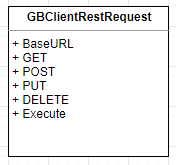 GBClientRestRequest
+ BaseURL
+ GET
+ POST
+ PUT
+ DELETE
+ Execute